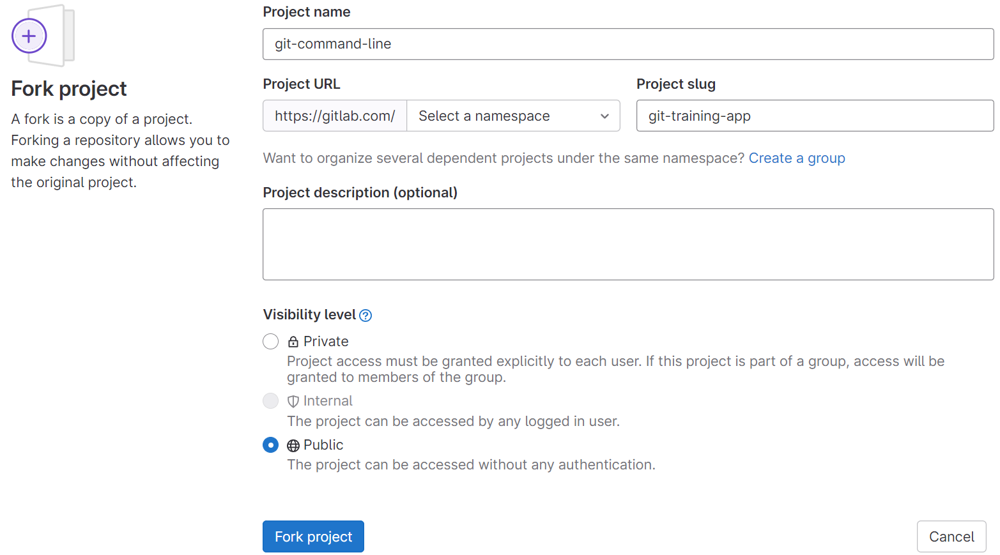 Fork project
A fork is a copy of a project.
Forking a repository allows you to
make changes without affecting
the original project.
Project name
git-command-line
Project URL
https://gitlab.com/
Select a namespace
Project slug
git-training-app
Want to organize several dependent projects under the same namespace? Create a group
Project description (optional)
Visibility level
Private
Project access must be granted explicitly to each user. If this project is part of a group, access will be
granted to members of the group.
Internal
The project can be accessed by any logged in user.
Public
The project can be accessed without any authentication.
Fork project
Cancel